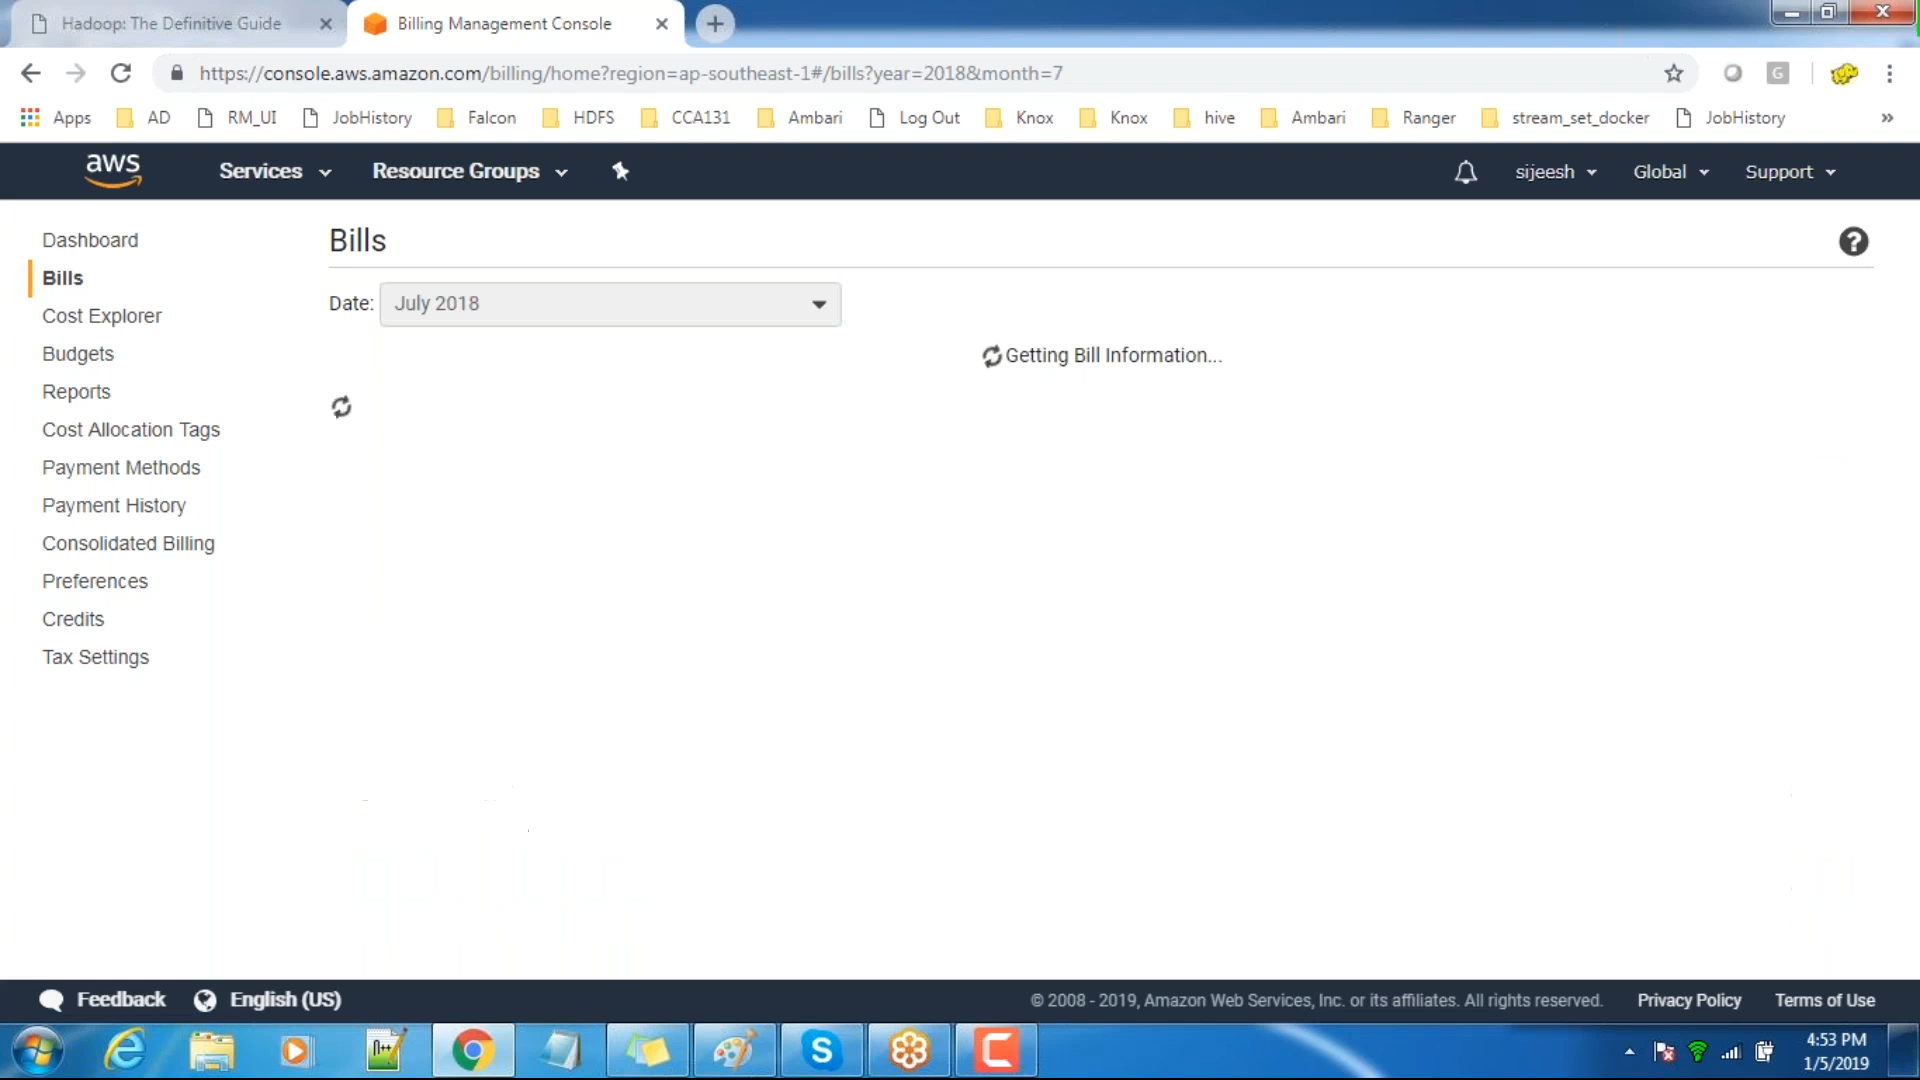 Hadoop: The Definitive Guide
Billing Management Console
https://console.aws.amazon.com/billing/home?region=ap-southeast-1#/bills?year=2018&month=7
G
Apps AD RM_UI JobHistory Falcon HDFS CCA131 Ambari Log Out Knox Knox hive Ambari Ranger stream_set_docker JobHistory »
aws Services Resource Groups sijeesh Global Support
Dashboard
Bills
Cost Explorer
Budgets
Reports
Cost Allocation Tags
Payment Methods
Payment History
Consolidated Billing
Preferences
Credits
Tax Settings
Bills
Date: July 2018
Getting Bill Information...
Feedback English (US) © 2008 - 2019, Amazon Web Services, Inc. or its affiliates. All rights reserved. Privacy Policy Terms of Use
4:53 PM
1/5/2019